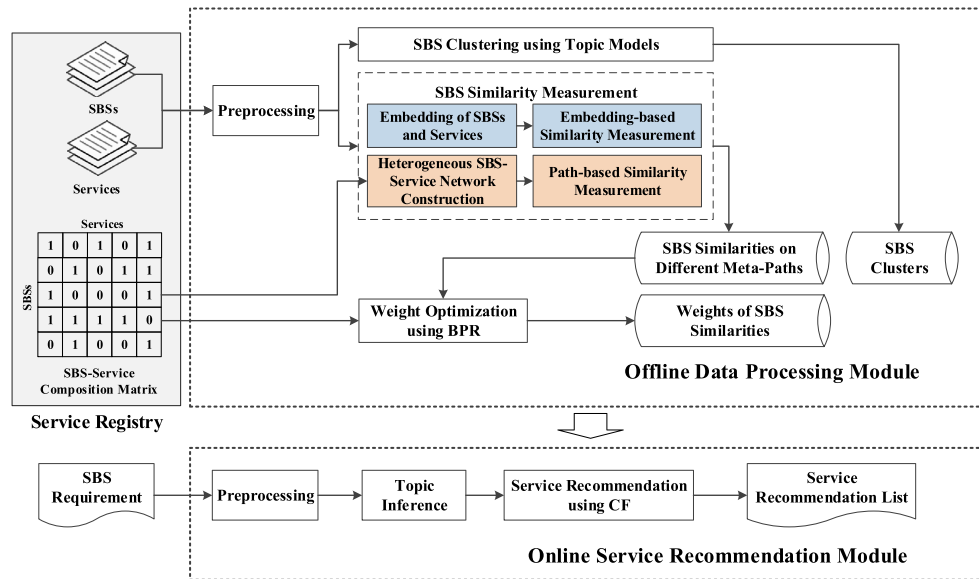 SBSs
Services
Services
SBSs
1 0 1 0 1
0 1 0 1 1
1 0 0 0 1
1 1 1 1 0
0 1 0 0 1
SBS-Service
Composition Matrix
Service Registry
Preprocessing
SBS Clustering using Topic Models
SBS Similarity Measurement
Embedding of SBSs
and Services
Embedding-based
Similarity Measurement
Heterogeneous SBS-
Service Network
Construction
Path-based Similarity
Measurement
SBS Similarities on
Different Meta-Paths
SBS
Clusters
Weight Optimization
using BPR
Weights of SBS
Similarities
Offline Data Processing Module
SBS
Requirement
Preprocessing
Topic
Inference
Service Recommendation
using CF
Service
Recommendation List
Online Service Recommendation Module